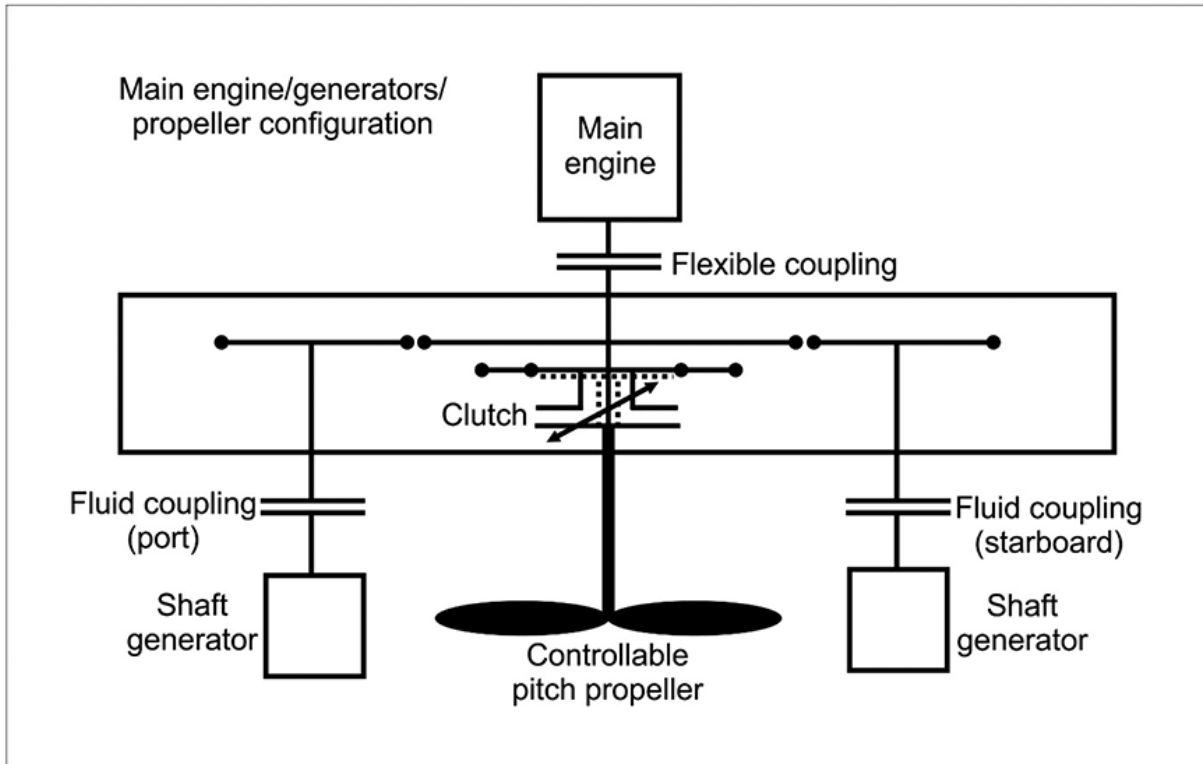 Main engine/generators/
propeller configuration
Main
engine
Flexible coupling
Clutch
Fluid coupling
(port)
Fluid coupling
(starboard)
Shaft
generator
Shaft
generator
Controllable
pitch propeller